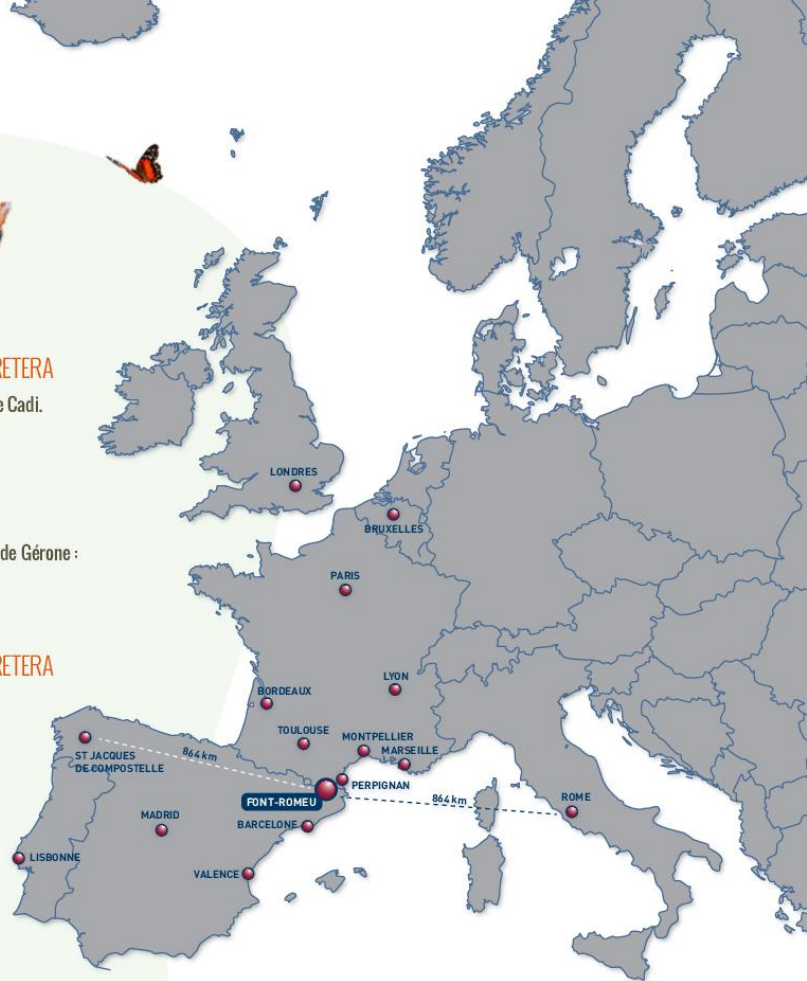 RETERA
e Cadi.
de Gérone :
RETERA
LONDRES
BRUXELLES
PARIS
LYON
BORDEAUX
TOULOUSE
MONTPELLIER
MARSEILLE
864 km
ST JACQUES
DE COMPOSTELLE
PERPIGNAN
FONT-ROMEU
864 km
ROME
MADRID
BARCELONE
LISBONNE
VALENCE